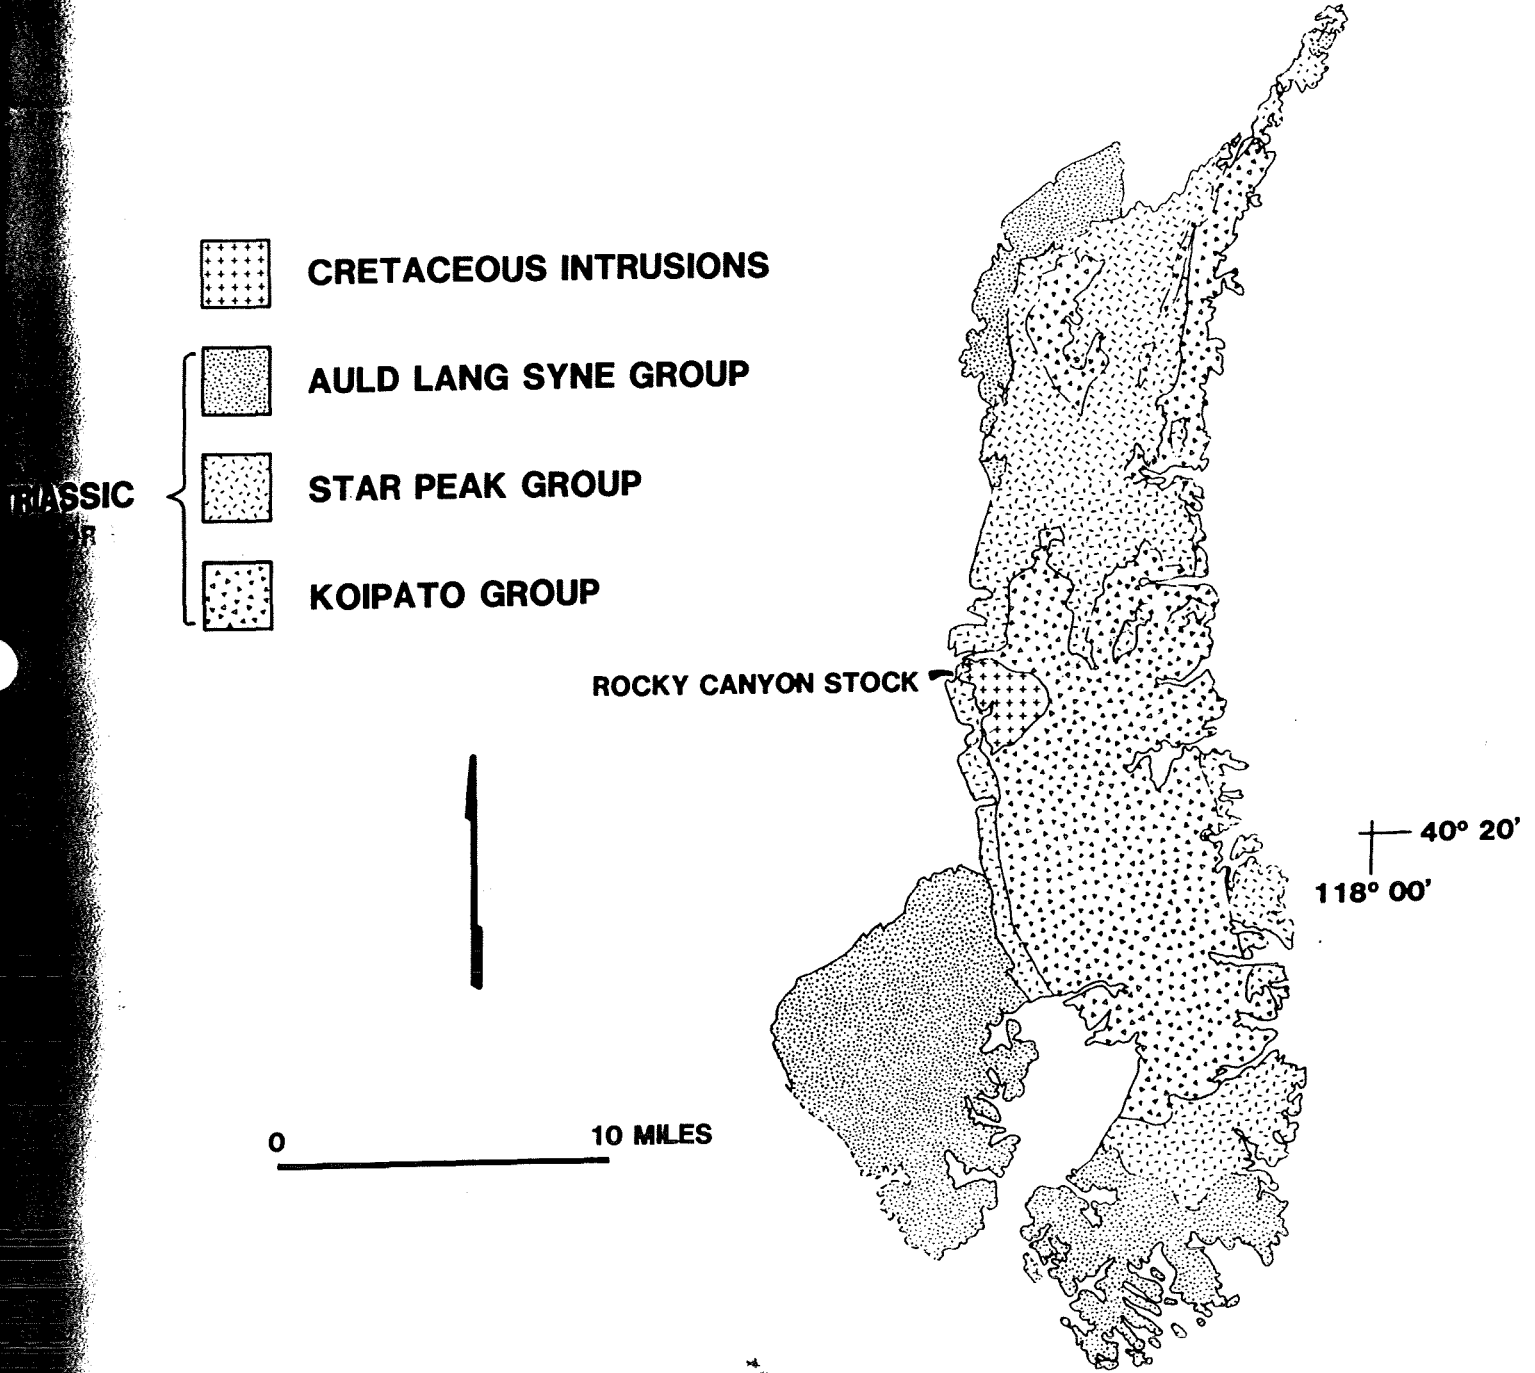 CRETACEOUS INTRUSIONS
AULD LANG SYNE GROUP
STAR PEAK GROUP
TRIASSIC
KOIPATO GROUP
ROCKY CANYON STOCK
40° 20'
118° 00'
0
10 MILES